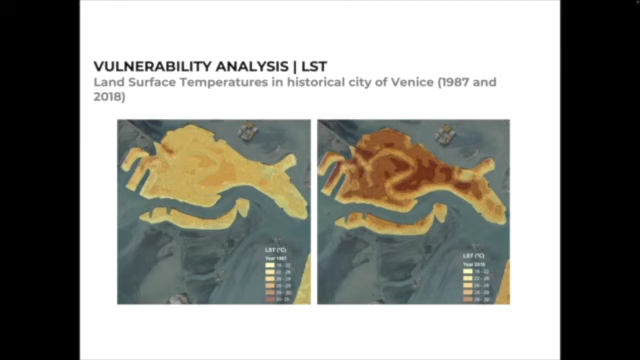 VULNERABILITY ANALYSIS | LST
Land Surface Temperatures in historical city of Venice (1987 and
2018)
LST (°C)
Year 1987
LST (°C)
Year 2018